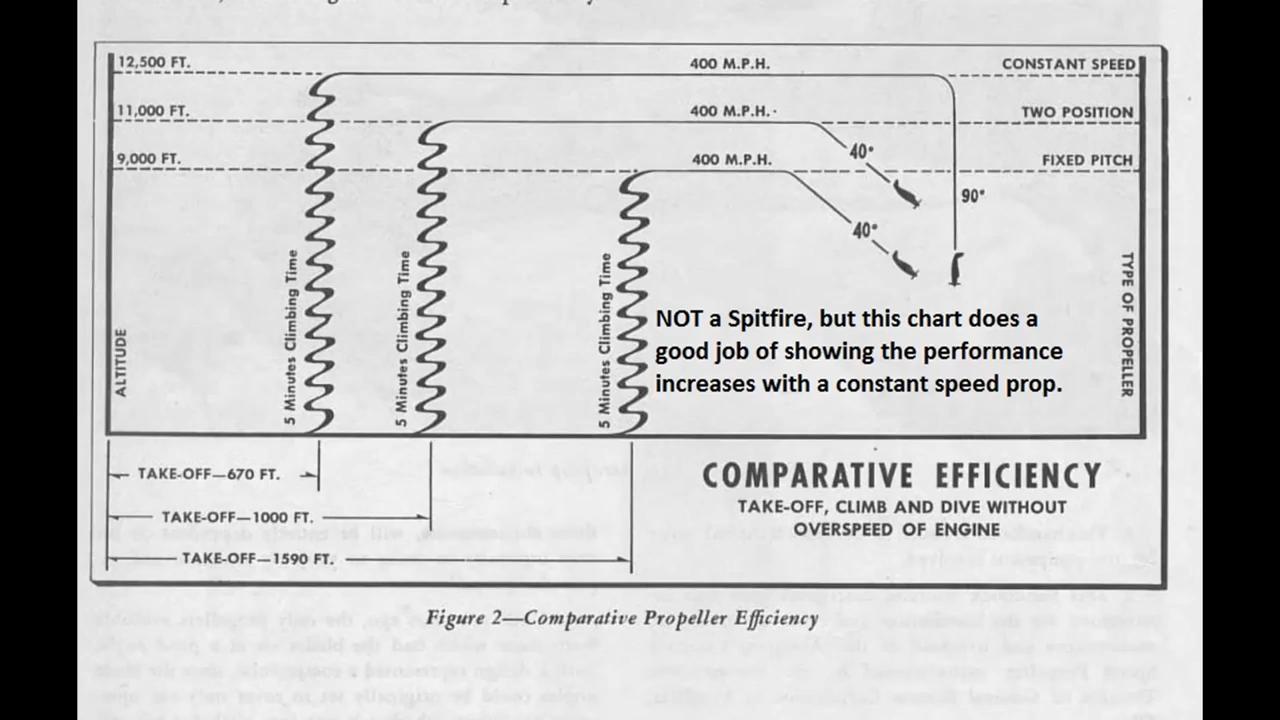 12,500 FT.
400 M.P.H.
CONSTANT SPEED
11,000 FT.
400 M.P.H.
TWO POSITION
9,000 FT.
400 M.P.H.
FIXED PITCH
40°
40°
90°
ALTITUDE
5 Minutes Climbing Time
5 Minutes Climbing Time
5 Minutes Climbing Time
TYPE OF PROPELLER
NOT a Spitfire, but this chart does a
good job of showing the performance
increases with a constant speed prop.
TAKE-OFF—670 FT.
TAKE-OFF—1000 FT.
TAKE-OFF—1590 FT.
COMPARATIVE EFFICIENCY
TAKE-OFF, CLIMB AND DIVE WITHOUT
OVERSPEED OF ENGINE
Figure 2—Comparative Propeller Efficiency